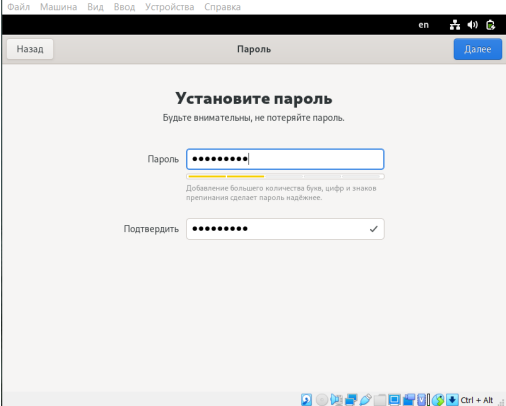 Файл Машина Вид Ввод Устройства Справка
en
Назад
Пароль
Далее
Установите пароль
Будьте внимательны, не потеряйте пароль.
Пароль
Добавление большего количества букв, цифр и знаков
препинания сделает пароль надёжнее.
Подтвердить
Ctrl + Alt